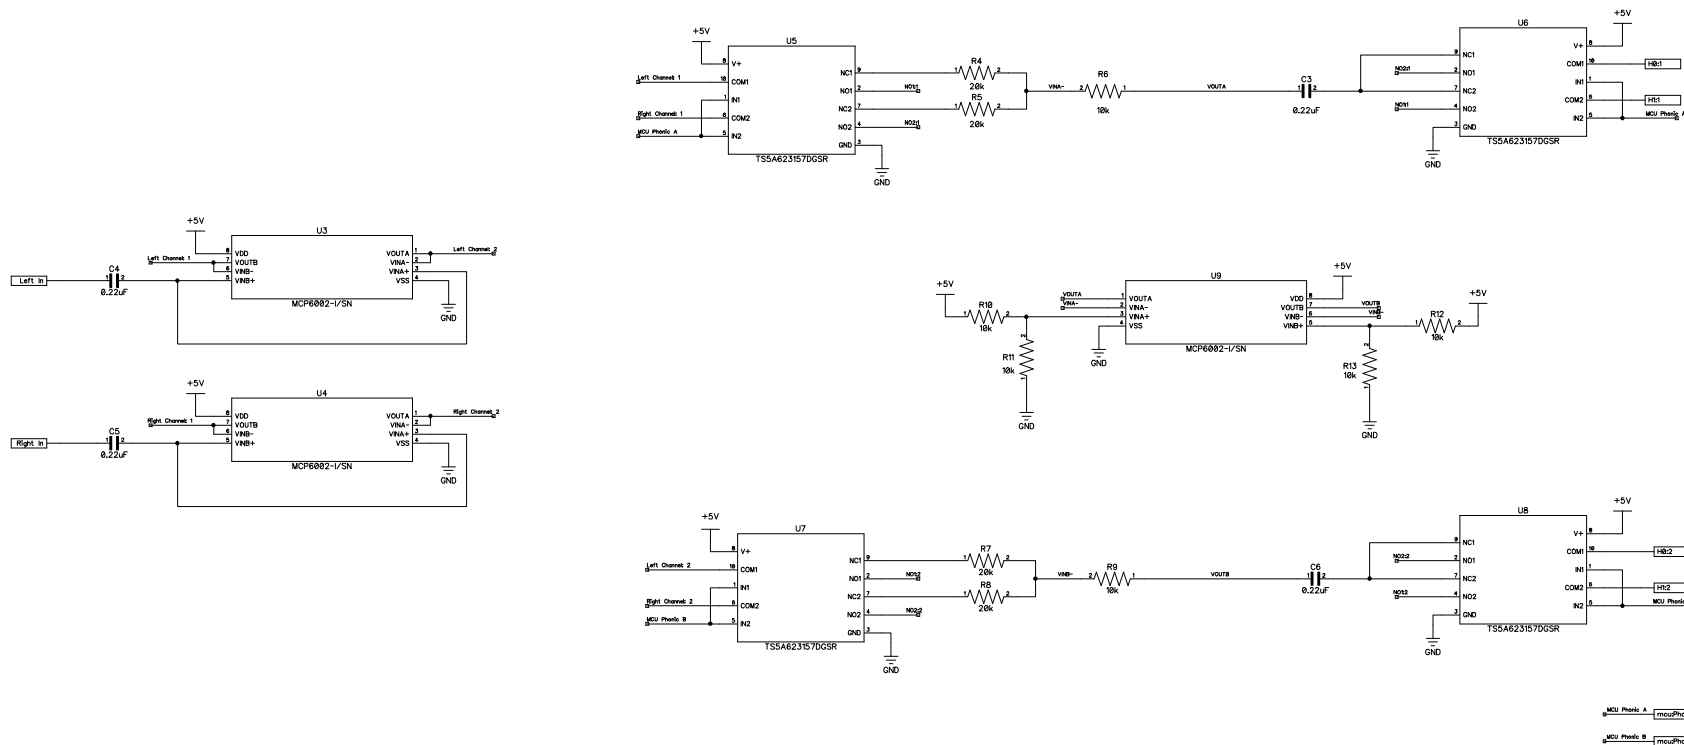 +5V
U5
V+
COM1
IN1
COM2
IN2
NC1
NO1
NC2
NO2
GND
TS5A623157DGSR
Left Channel 1
Right Channel 1
MCU Phonic A
NO1:1
NO2:1
GND
R4
20k
R5
20k
VINA-
R6
10k
VOUTA
C3
0.22uF
+5V
U6
NC1
NO1
NC2
NO2
GND
V+
COM1
IN1
COM2
IN2
TS5A623157DGSR
NO2:1
NO1:1
GND
H0:1
H1:1
MCU Phonic A
+5V
U3
VDD
VOUTB
VINB-
VINB+
VOUTA
VINA-
VINA+
VSS
MCP6002-I/SN
Left Channel 1
Left In
C4
0.22uF
Left Channel 2
GND
+5V
U4
VDD
VOUTB
VINB-
VINB+
VOUTA
VINA-
VINA+
VSS
MCP6002-I/SN
Right Channel 1
Right In
C5
0.22uF
Right Channel 2
GND
+5V
R10
10k
R11
10k
GND
VOUTA
VINA-
GND
U9
VOUTA
VINA-
VINA+
VSS
VDD
VOUTB
VINB-
VINB+
MCP6002-I/SN
+5V
VOUTB
VINB-
R12
10k
+5V
R13
10k
GND
+5V
U7
V+
COM1
IN1
COM2
IN2
NC1
NO1
NC2
NO2
GND
TS5A623157DGSR
Left Channel 2
Right Channel 2
MCU Phonic B
NO1:2
NO2:2
GND
R7
20k
R8
20k
VINB-
R9
10k
VOUTB
C6
0.22uF
+5V
U8
NC1
NO1
NC2
NO2
GND
V+
COM1
IN1
COM2
IN2
TS5A623157DGSR
NO2:2
NO1:2
GND
H0:2
H1:2
MCU Phonic
MCU Phonic A
mcu:Pho
MCU Phonic B
mcu:Pho